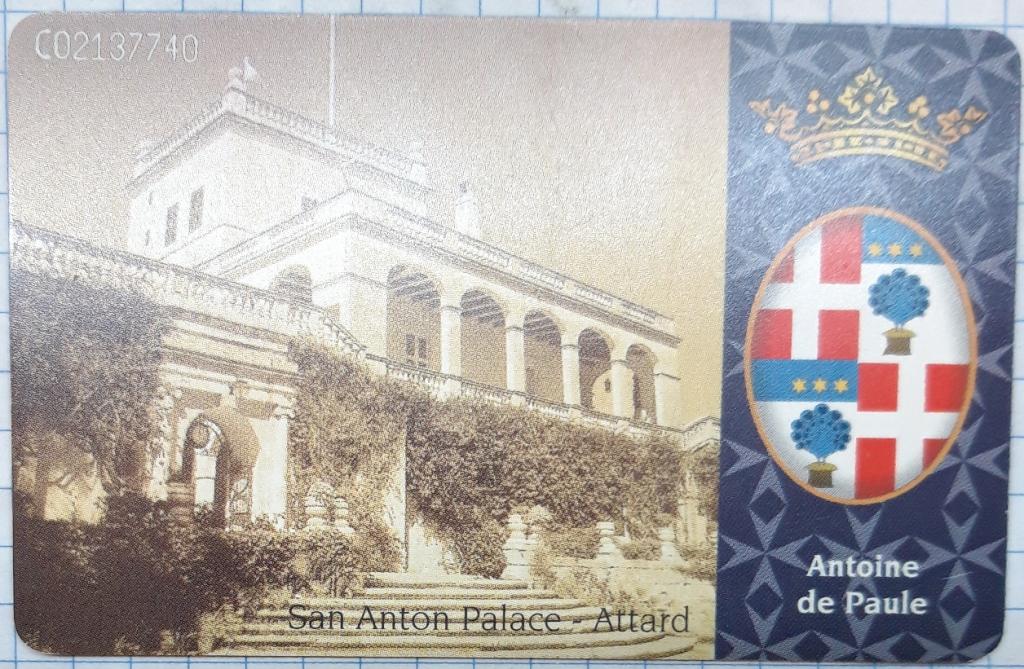 C02137740
San Anton Palace - Attard
Antoine
de Paule